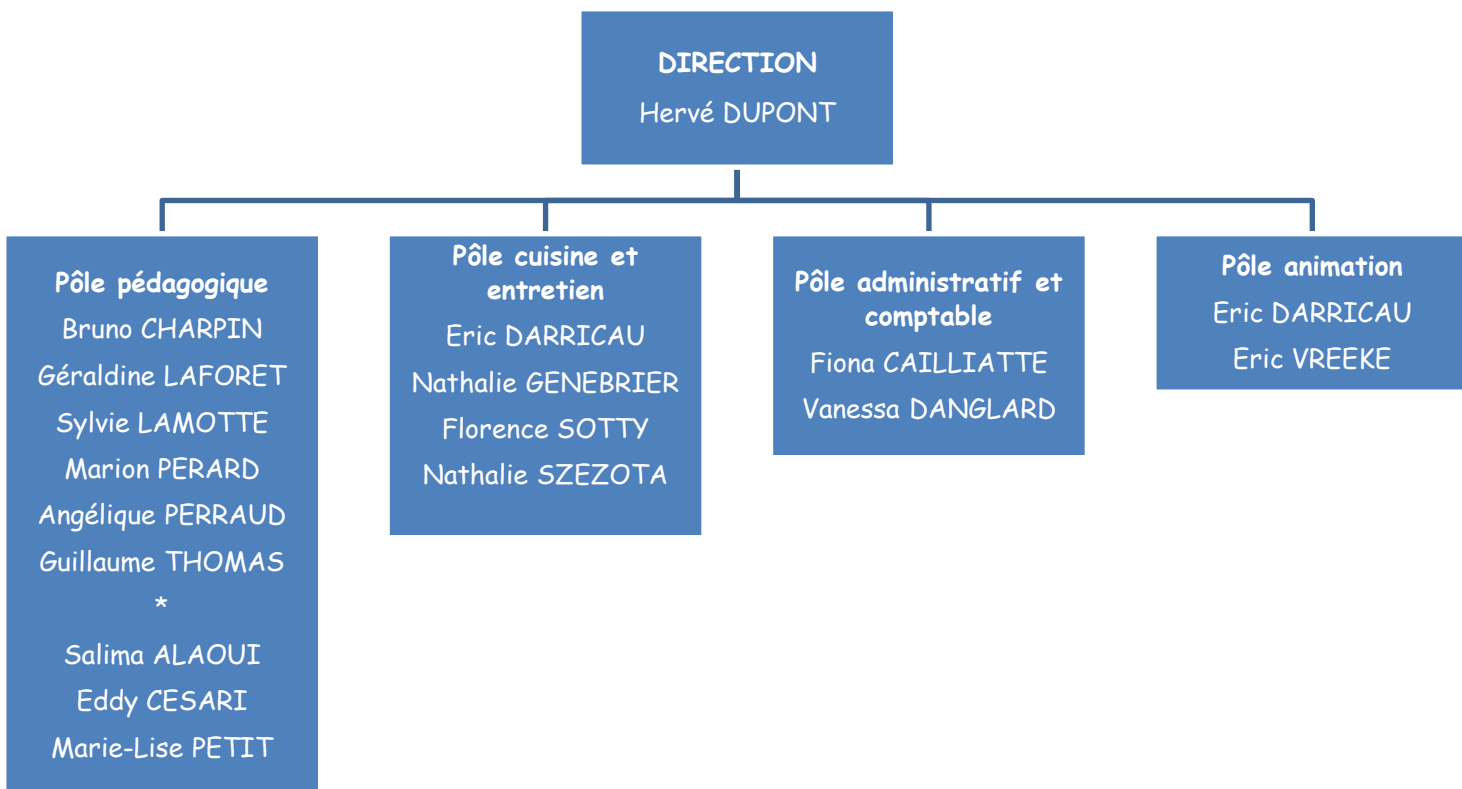 DIRECTION
Hervé DUPONT
Pôle pédagogique
Bruno CHARPIN
Géraldine LAFORET
Sylvie LAMOTTE
Marion PERARD
Angélique PERRAUD
Guillaume THOMAS
*
Salima ALAOUI
Eddy CESARI
Marie-Lise PETIT
Pôle cuisine et
entretien
Eric DARRICAU
Nathalie GENEBRIER
Florence SOTTY
Nathalie SZEZOTA
Pôle administratif et
comptable
Fiona CAILLIATTE
Vanessa DANGLARD
Pôle animation
Eric DARRICAU
Eric VREEKE